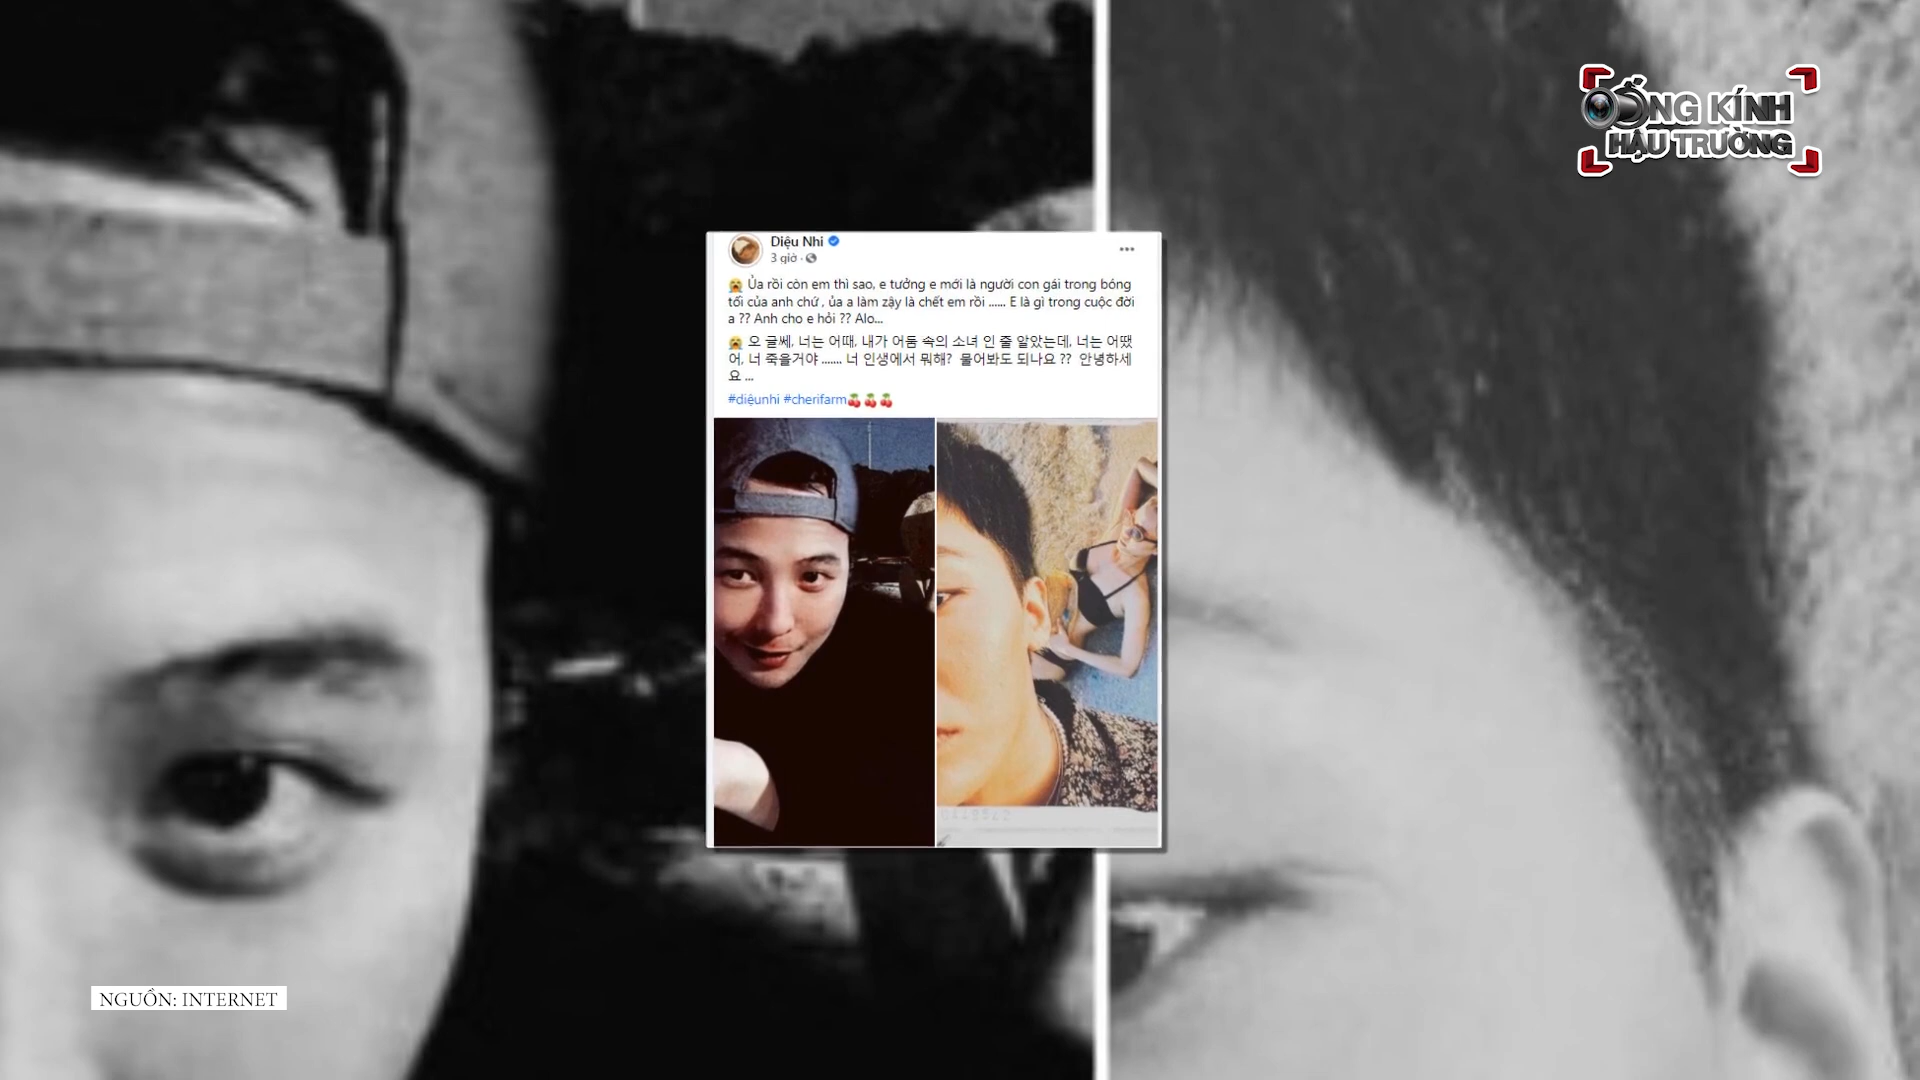 ỐNG KÍNH
HẬU TRƯỜNG
Diệu Nhi
3 giờ ·
😭 Ủa rồi còn em thì sao, e tưởng e mới là người con gái trong bóng
tối của anh chứ , ủa a làm zậy là chết em rồi ...... E là gì trong cuộc đời
a ?? Anh cho e hỏi ?? Alo...
😭 오 글쎄, 너는 어때, 내가 어둠 속의 소녀 인 줄 알았는데, 너는 어땠
어, 너 죽을거야 ....... 너 인생에서 뭐해? 물어봐도 되나요 ?? 안녕하세
요 ...
#diệunhi #cherifarm🍒🍒🍒
NGUỒN: INTERNET